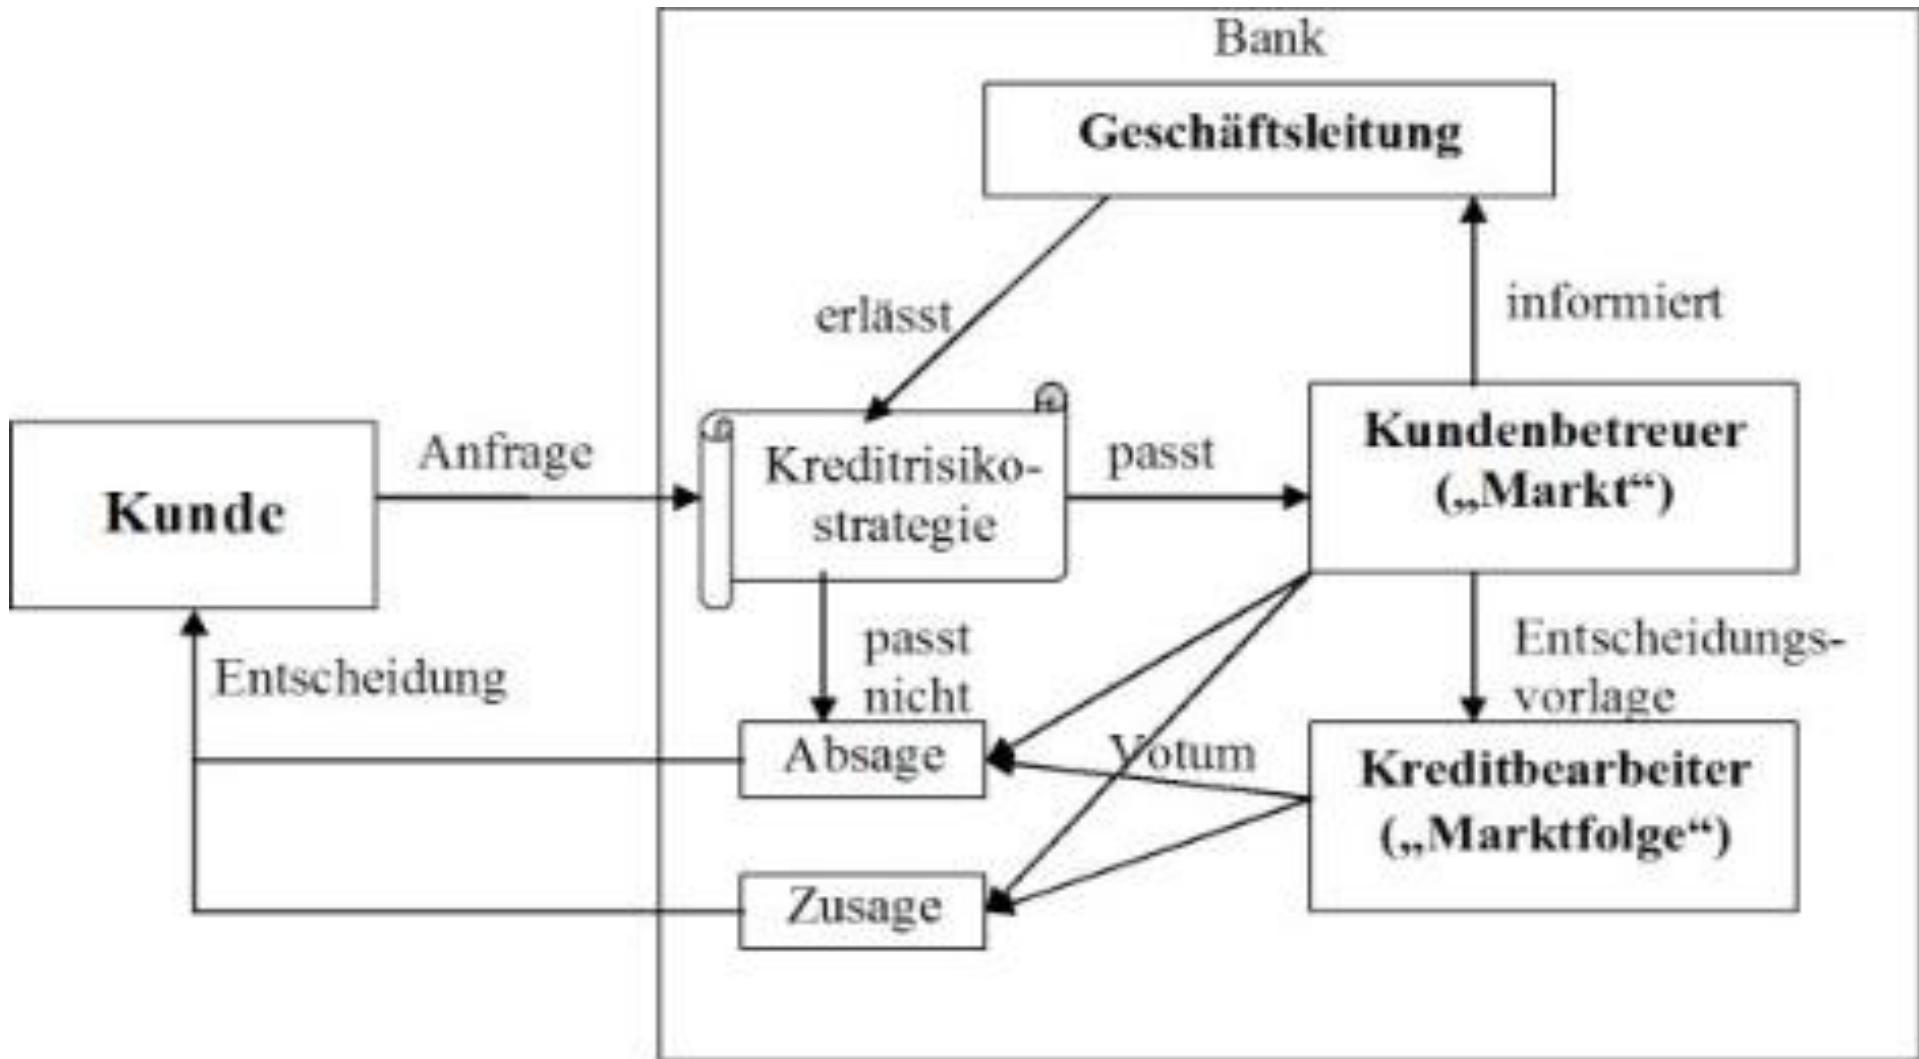 Bank
Geschäftsleitung
erlässt
informiert
Kunde
Anfrage
Kreditrisiko-
strategie
passt
Kundenbetreuer
(„Markt“)
Entscheidung
passt
nicht
Entscheidungs-
vorlage
Absage
Votum
Kreditbearbeiter
(„Marktfolge“)
Zusage